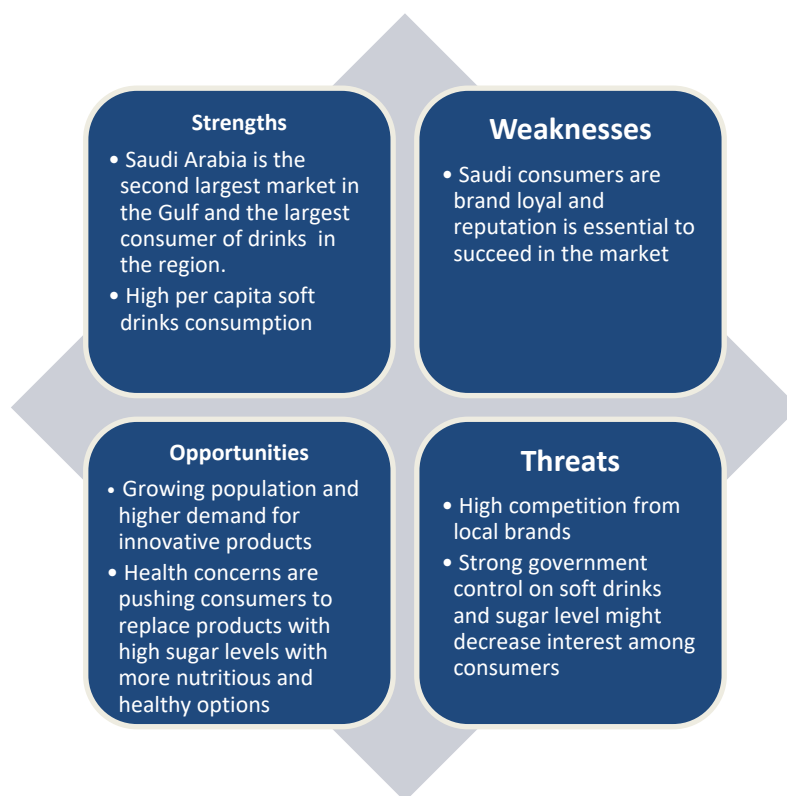 Strengths
• Saudi Arabia is the
second largest market in
the Gulf and the largest
consumer of drinks  in
the region.
• High per capita soft
drinks consumption
Weaknesses
• Saudi consumers are
brand loyal and
reputation is essential to
succeed in the market
Opportunities
• Growing population and
higher demand for
innovative products
• Health concerns are
pushing consumers to
replace products with
high sugar levels with
more nutritious and
healthy options
Threats
• High competition from
local brands
• Strong government
control on soft drinks
and sugar level might
decrease interest among
consumers